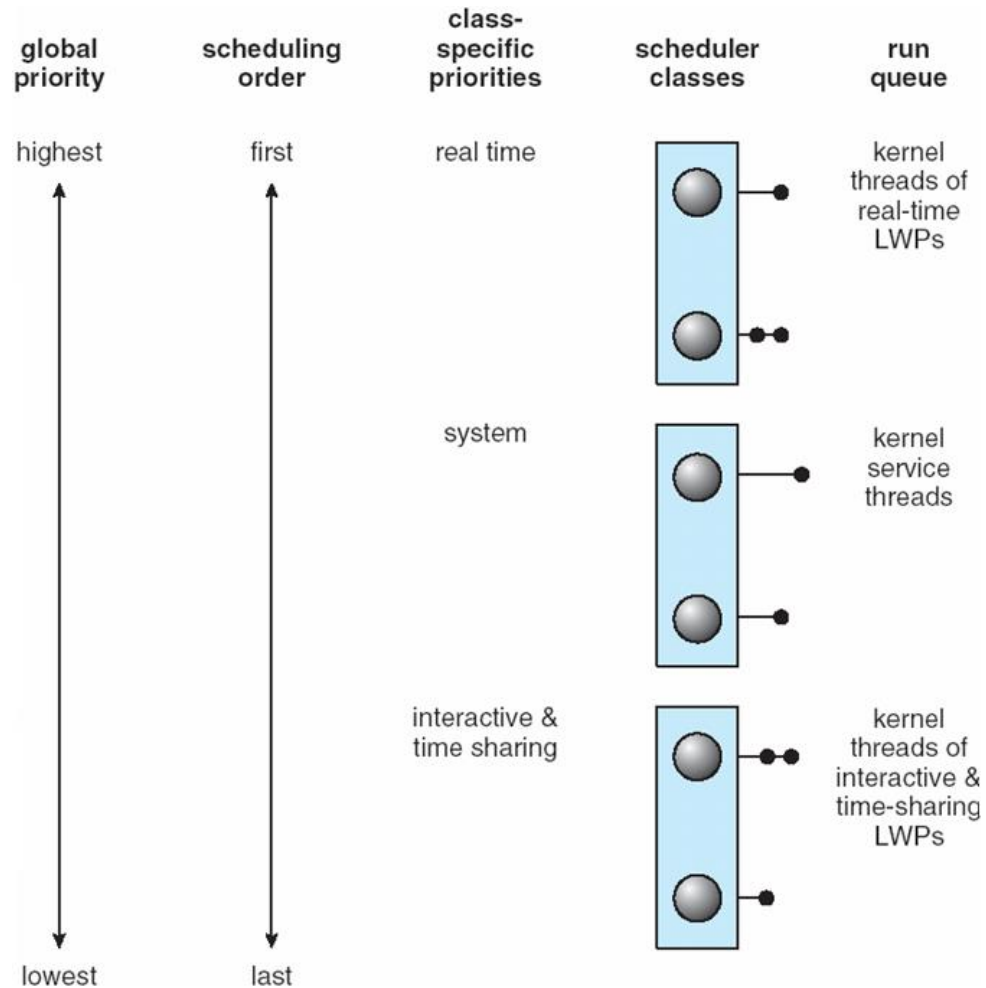 global
priority
scheduling
order
class-
specific
priorities
scheduler
classes
run
queue
highest
first
real time
kernel
threads of
real-time
LWPs
system
kernel
service
threads
interactive &
time sharing
kernel
threads of
interactive &
time-sharing
LWPs
lowest
last